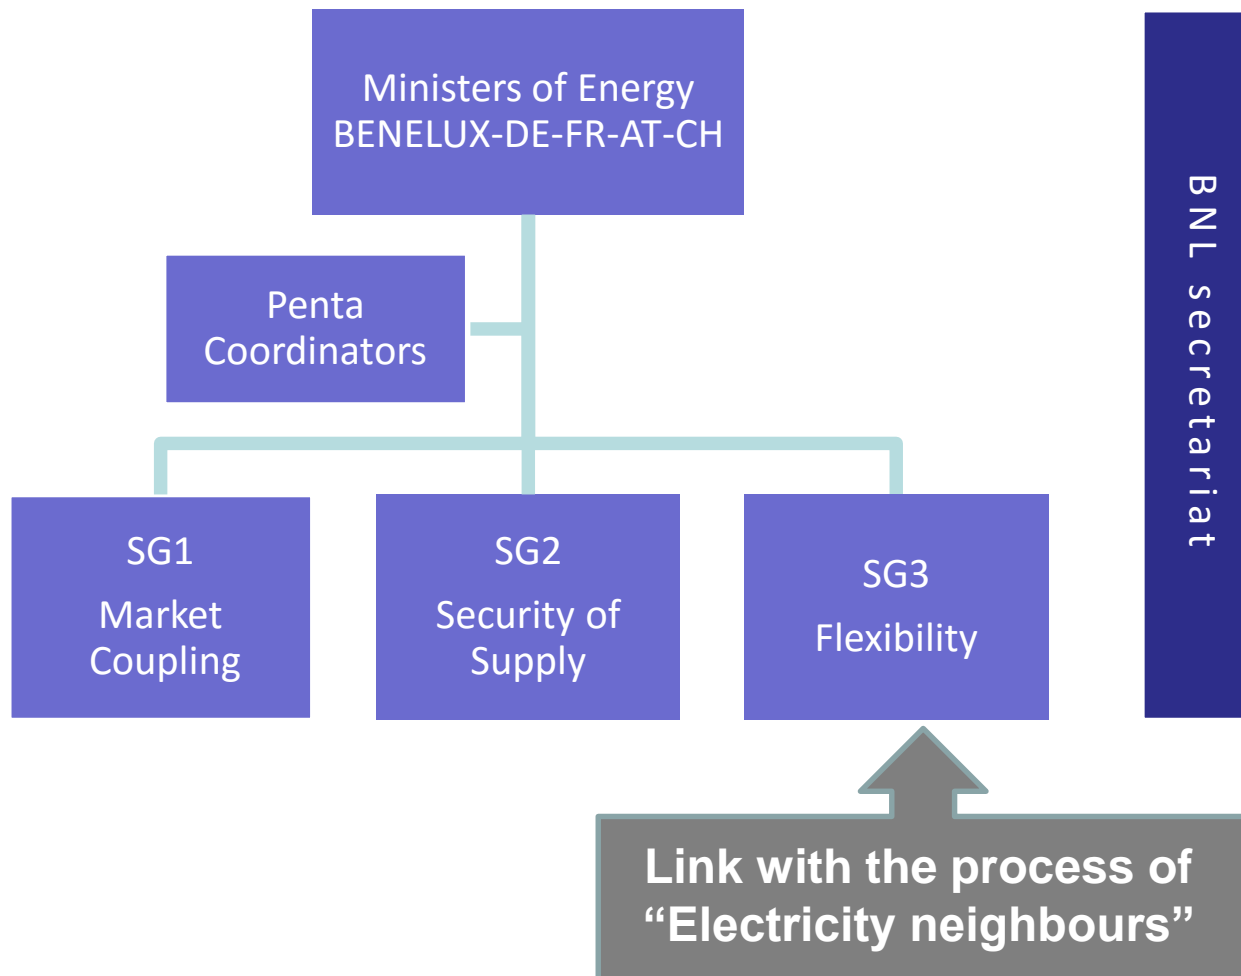 Ministers of Energy
BENELUX-DE-FR-AT-CH
Penta
Coordinators
SG1
Market
Coupling
SG2
Security of
Supply
SG3
Flexibility
BNL secretariat
Link with the process of
“Electricity neighbours”